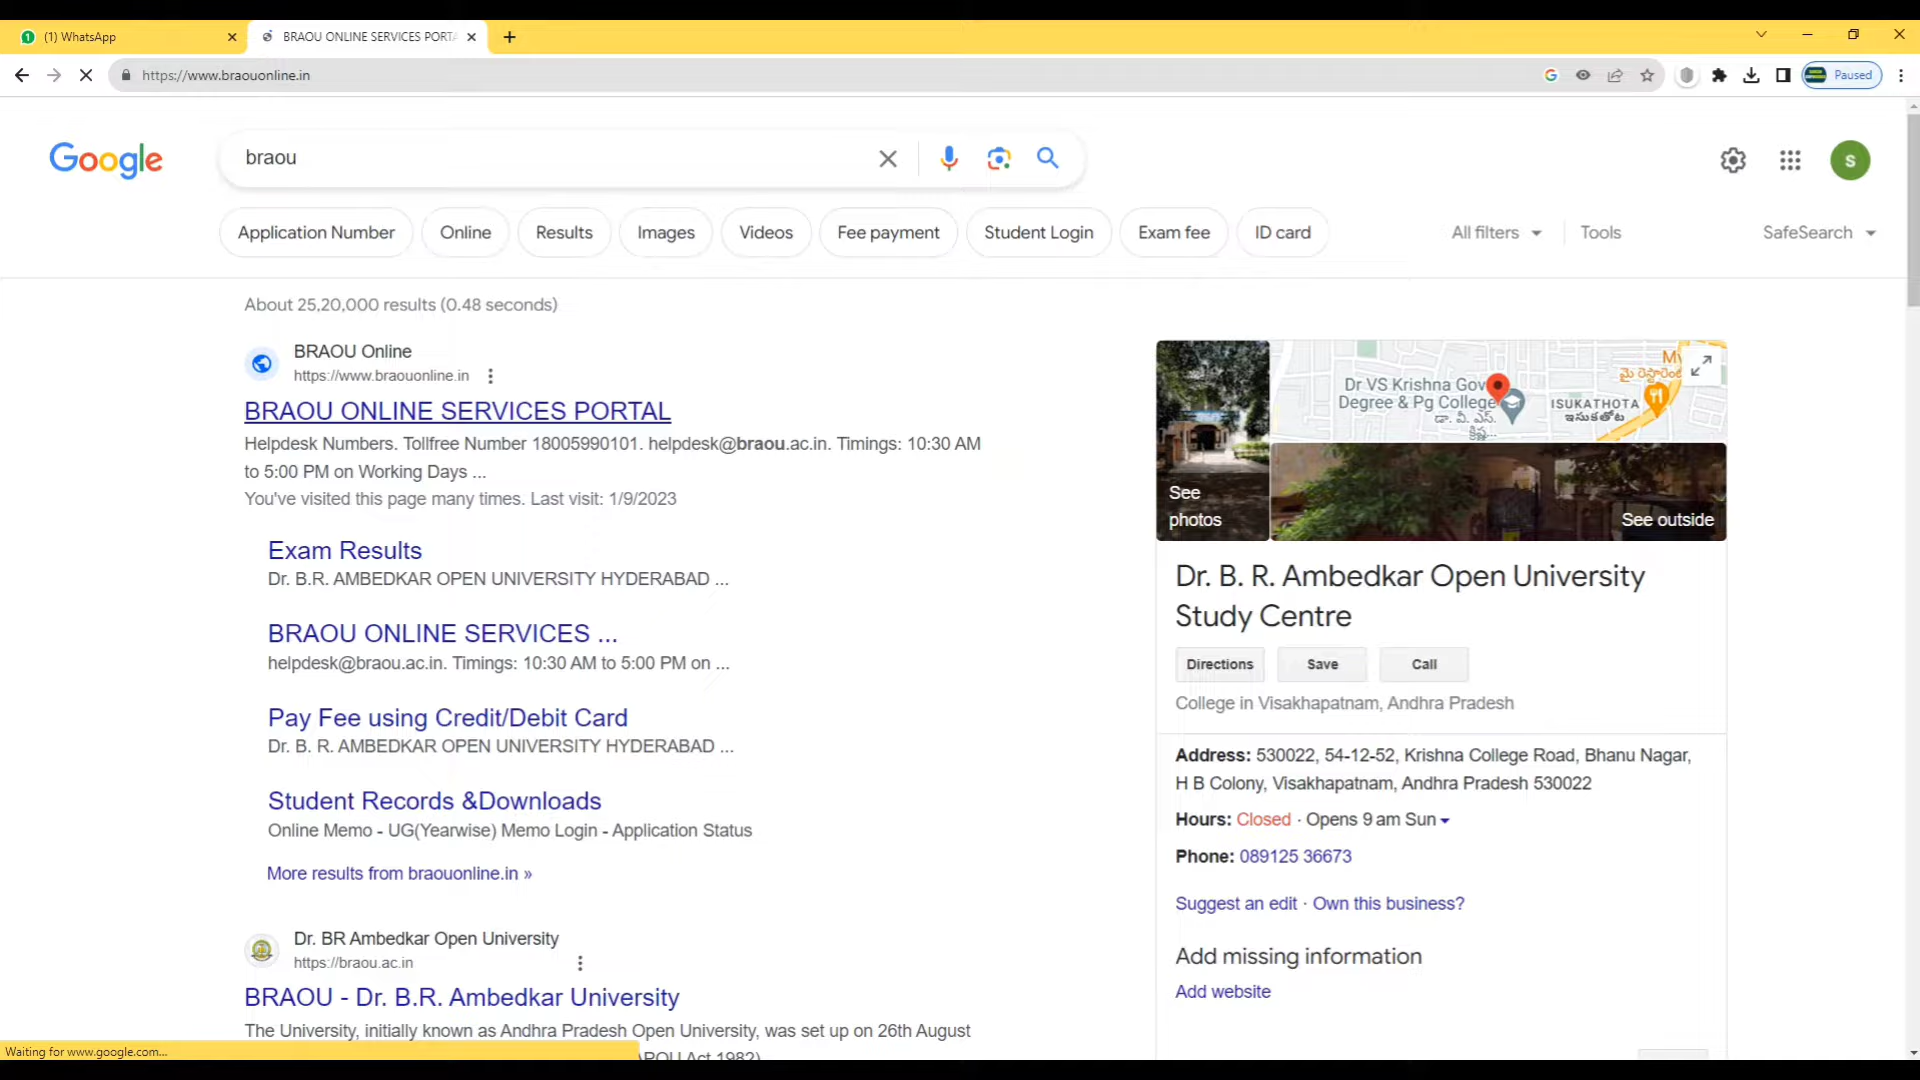 (1) WhatsApp
BRAOU ONLINE SERVICES PORTA
https://www.braouonline.in
Paused
Google
braou
S
Application Number
Online
Results
Images
Videos
Fee payment
Student Login
Exam fee
ID card
All filters
Tools
SafeSearch
About 25,20,000 results (0.48 seconds)
BRAOU Online
https://www.braouonline.in
BRAOU ONLINE SERVICES PORTAL
Helpdesk Numbers. Tollfree Number 18005990101. helpdesk@braou.ac.in. Timings: 10:30 AM
to 5:00 PM on Working Days ...
You've visited this page many times. Last visit: 1/9/2023
Exam Results
Dr. B.R. AMBEDKAR OPEN UNIVERSITY HYDERABAD ...
BRAOU ONLINE SERVICES ...
helpdesk@braou.ac.in. Timings: 10:30 AM to 5:00 PM on ...
Pay Fee using Credit/Debit Card
Dr. B. R. AMBEDKAR OPEN UNIVERSITY HYDERABAD ...
Student Records &Downloads
Online Memo - UG(Yearwise) Memo Login - Application Status
More results from braouonline.in »
Dr. BR Ambedkar Open University
https://braou.ac.in
BRAOU - Dr. B.R. Ambedkar University
The University, initially known as Andhra Pradesh Open University, was set up on 26th August
Act 1982)
Waiting for www.google.com...
Dr VS Krishna Gov
Degree & Pg College
డా. వీ. ఎస్.
ISUKATHOTA
ఇసుకతోట
My
మై
See
photos
See outside
Dr. B. R. Ambedkar Open University
Study Centre
Directions
Save
Call
College in Visakhapatnam, Andhra Pradesh
Address: 530022, 54-12-52, Krishna College Road, Bhanu Nagar,
H B Colony, Visakhapatnam, Andhra Pradesh 530022
Hours: Closed · Opens 9 am Sun
Phone: 089125 36673
Suggest an edit · Own this business?
Add missing information
Add website